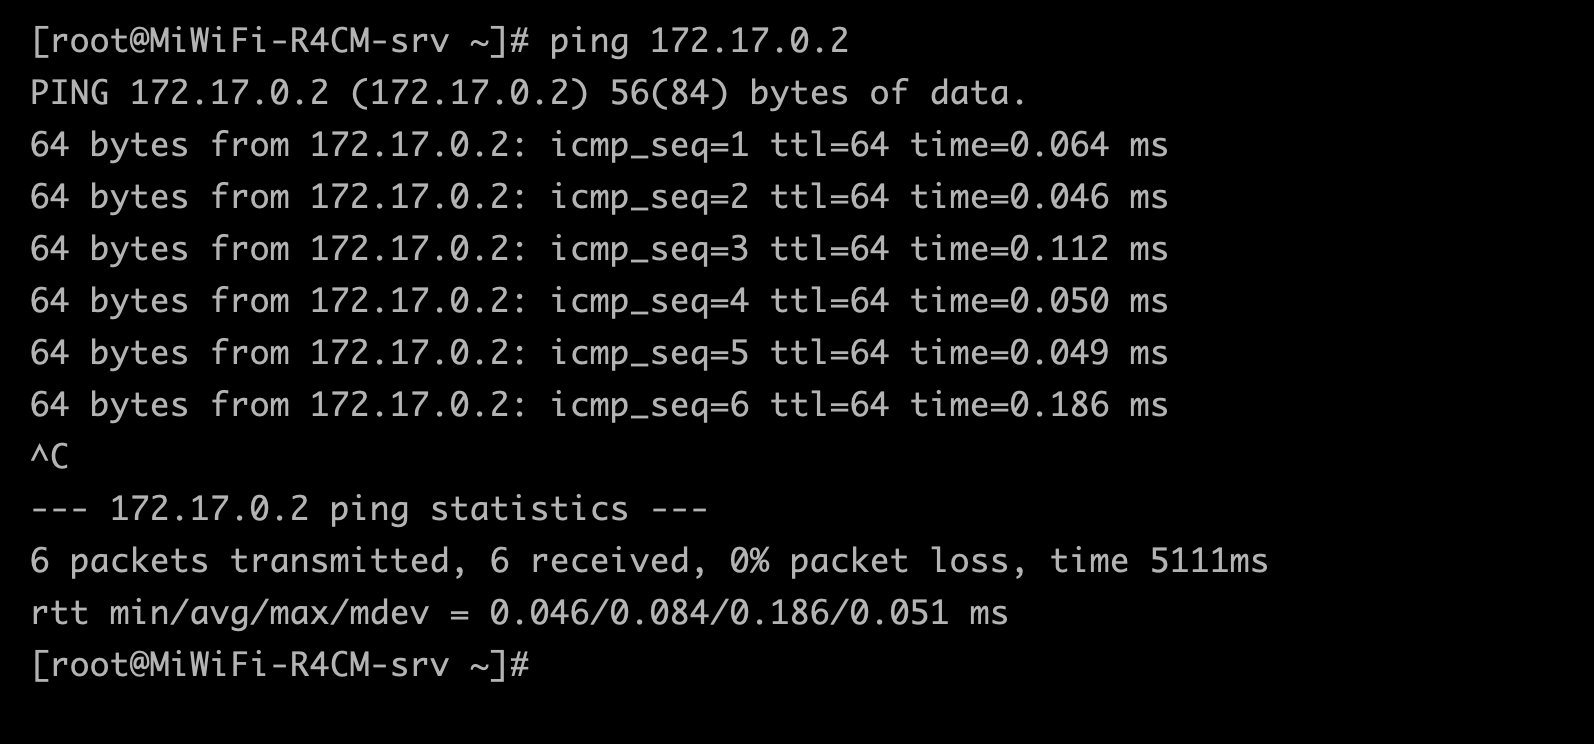 [root@MiWiFi-R4CM-srv ~]# ping 172.17.0.2
PING 172.17.0.2 (172.17.0.2) 56(84) bytes of data.
64 bytes from 172.17.0.2: icmp_seq=1 ttl=64 time=0.064 ms
64 bytes from 172.17.0.2: icmp_seq=2 ttl=64 time=0.046 ms
64 bytes from 172.17.0.2: icmp_seq=3 ttl=64 time=0.112 ms
64 bytes from 172.17.0.2: icmp_seq=4 ttl=64 time=0.050 ms
64 bytes from 172.17.0.2: icmp_seq=5 ttl=64 time=0.049 ms
64 bytes from 172.17.0.2: icmp_seq=6 ttl=64 time=0.186 ms
^C
--- 172.17.0.2 ping statistics ---
6 packets transmitted, 6 received, 0% packet loss, time 5111ms
rtt min/avg/max/mdev = 0.046/0.084/0.186/0.051 ms
[root@MiWiFi-R4CM-srv ~]#